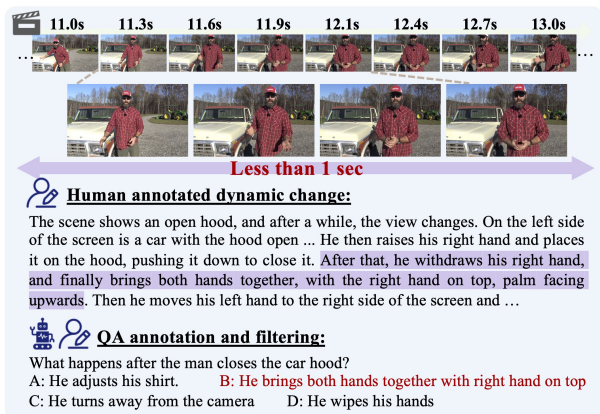 11.0s 11.3s 11.6s 11.9s 12.1s 12.4s 12.7s 13.0s
... ...
Less than 1 sec
Human annotated dynamic change:
The scene shows an open hood, and after a while, the view changes. On the left side
of the screen is a car with the hood open ... He then raises his right hand and places
it on the hood, pushing it down to close it. After that, he withdraws his right hand,
and finally brings both hands together, with the right hand on top, palm facing
upwards. Then he moves his left hand to the right side of the screen and ...
QA annotation and filtering:
What happens after the man closes the car hood?
A: He adjusts his shirt. B: He brings both hands together with right hand on top
C: He turns away from the camera D: He wipes his hands